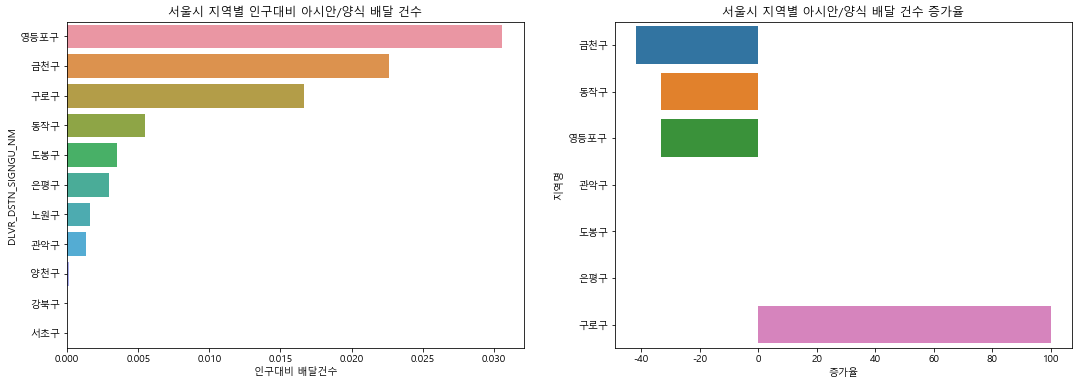 서울시 지역별 인구대비 아시안/양식 배달 건수
DLVR_DSTN_SIGNGU_NM
영등포구
금천구
구로구
동작구
도봉구
은평구
노원구
관악구
양천구
강북구
서초구
0.000 0.005 0.010 0.015 0.020 0.025 0.030
인구대비 배달건수
서울시 지역별 아시안/양식 배달 건수 증가율
지역명
금천구
동작구
영등포구
관악구
도봉구
은평구
구로구
-40 -20 0 20 40 60 80 100
증가율